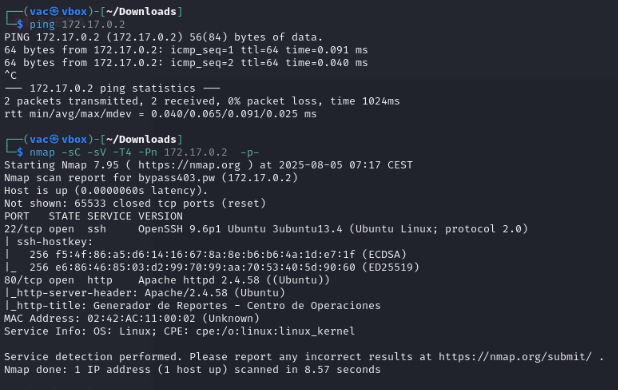 ┌──(vac㉿vbox)-[~/Downloads]
└─$ ping 172.17.0.2
PING 172.17.0.2 (172.17.0.2) 56(84) bytes of data.
64 bytes from 172.17.0.2: icmp_seq=1 ttl=64 time=0.091 ms
64 bytes from 172.17.0.2: icmp_seq=2 ttl=64 time=0.040 ms
^C
--- 172.17.0.2 ping statistics ---
2 packets transmitted, 2 received, 0% packet loss, time 1024ms
rtt min/avg/max/mdev = 0.040/0.065/0.091/0.025 ms
┌──(vac㉿vbox)-[~/Downloads]
└─$ nmap -sC -sV -T4 -Pn 172.17.0.2 -p-
Starting Nmap 7.95 ( https://nmap.org ) at 2025-08-05 07:17 CEST
Nmap scan report for bypass403.pw (172.17.0.2)
Host is up (0.0000060s latency).
Not shown: 65533 closed tcp ports (reset)
PORT   STATE SERVICE VERSION
22/tcp open  ssh     OpenSSH 9.6p1 Ubuntu 3ubuntu13.4 (Ubuntu Linux; protocol 2.0)
| ssh-hostkey:
|   256 f5:4f:86:a5:d6:14:16:67:8a:8e:b6:b6:4a:1d:e7:1f (ECDSA)
|_  256 e6:86:46:85:03:d2:99:70:99:aa:70:53:40:5d:90:60 (ED25519)
80/tcp open  http    Apache httpd 2.4.58 ((Ubuntu))
|_http-server-header: Apache/2.4.58 (Ubuntu)
|_http-title: Generador de Reportes - Centro de Operaciones
MAC Address: 02:42:AC:11:00:02 (Unknown)
Service Info: OS: Linux; CPE: cpe:/o:linux:linux_kernel
Service detection performed. Please report any incorrect results at https://nmap.org/submit/ .
Nmap done: 1 IP address (1 host up) scanned in 8.57 seconds